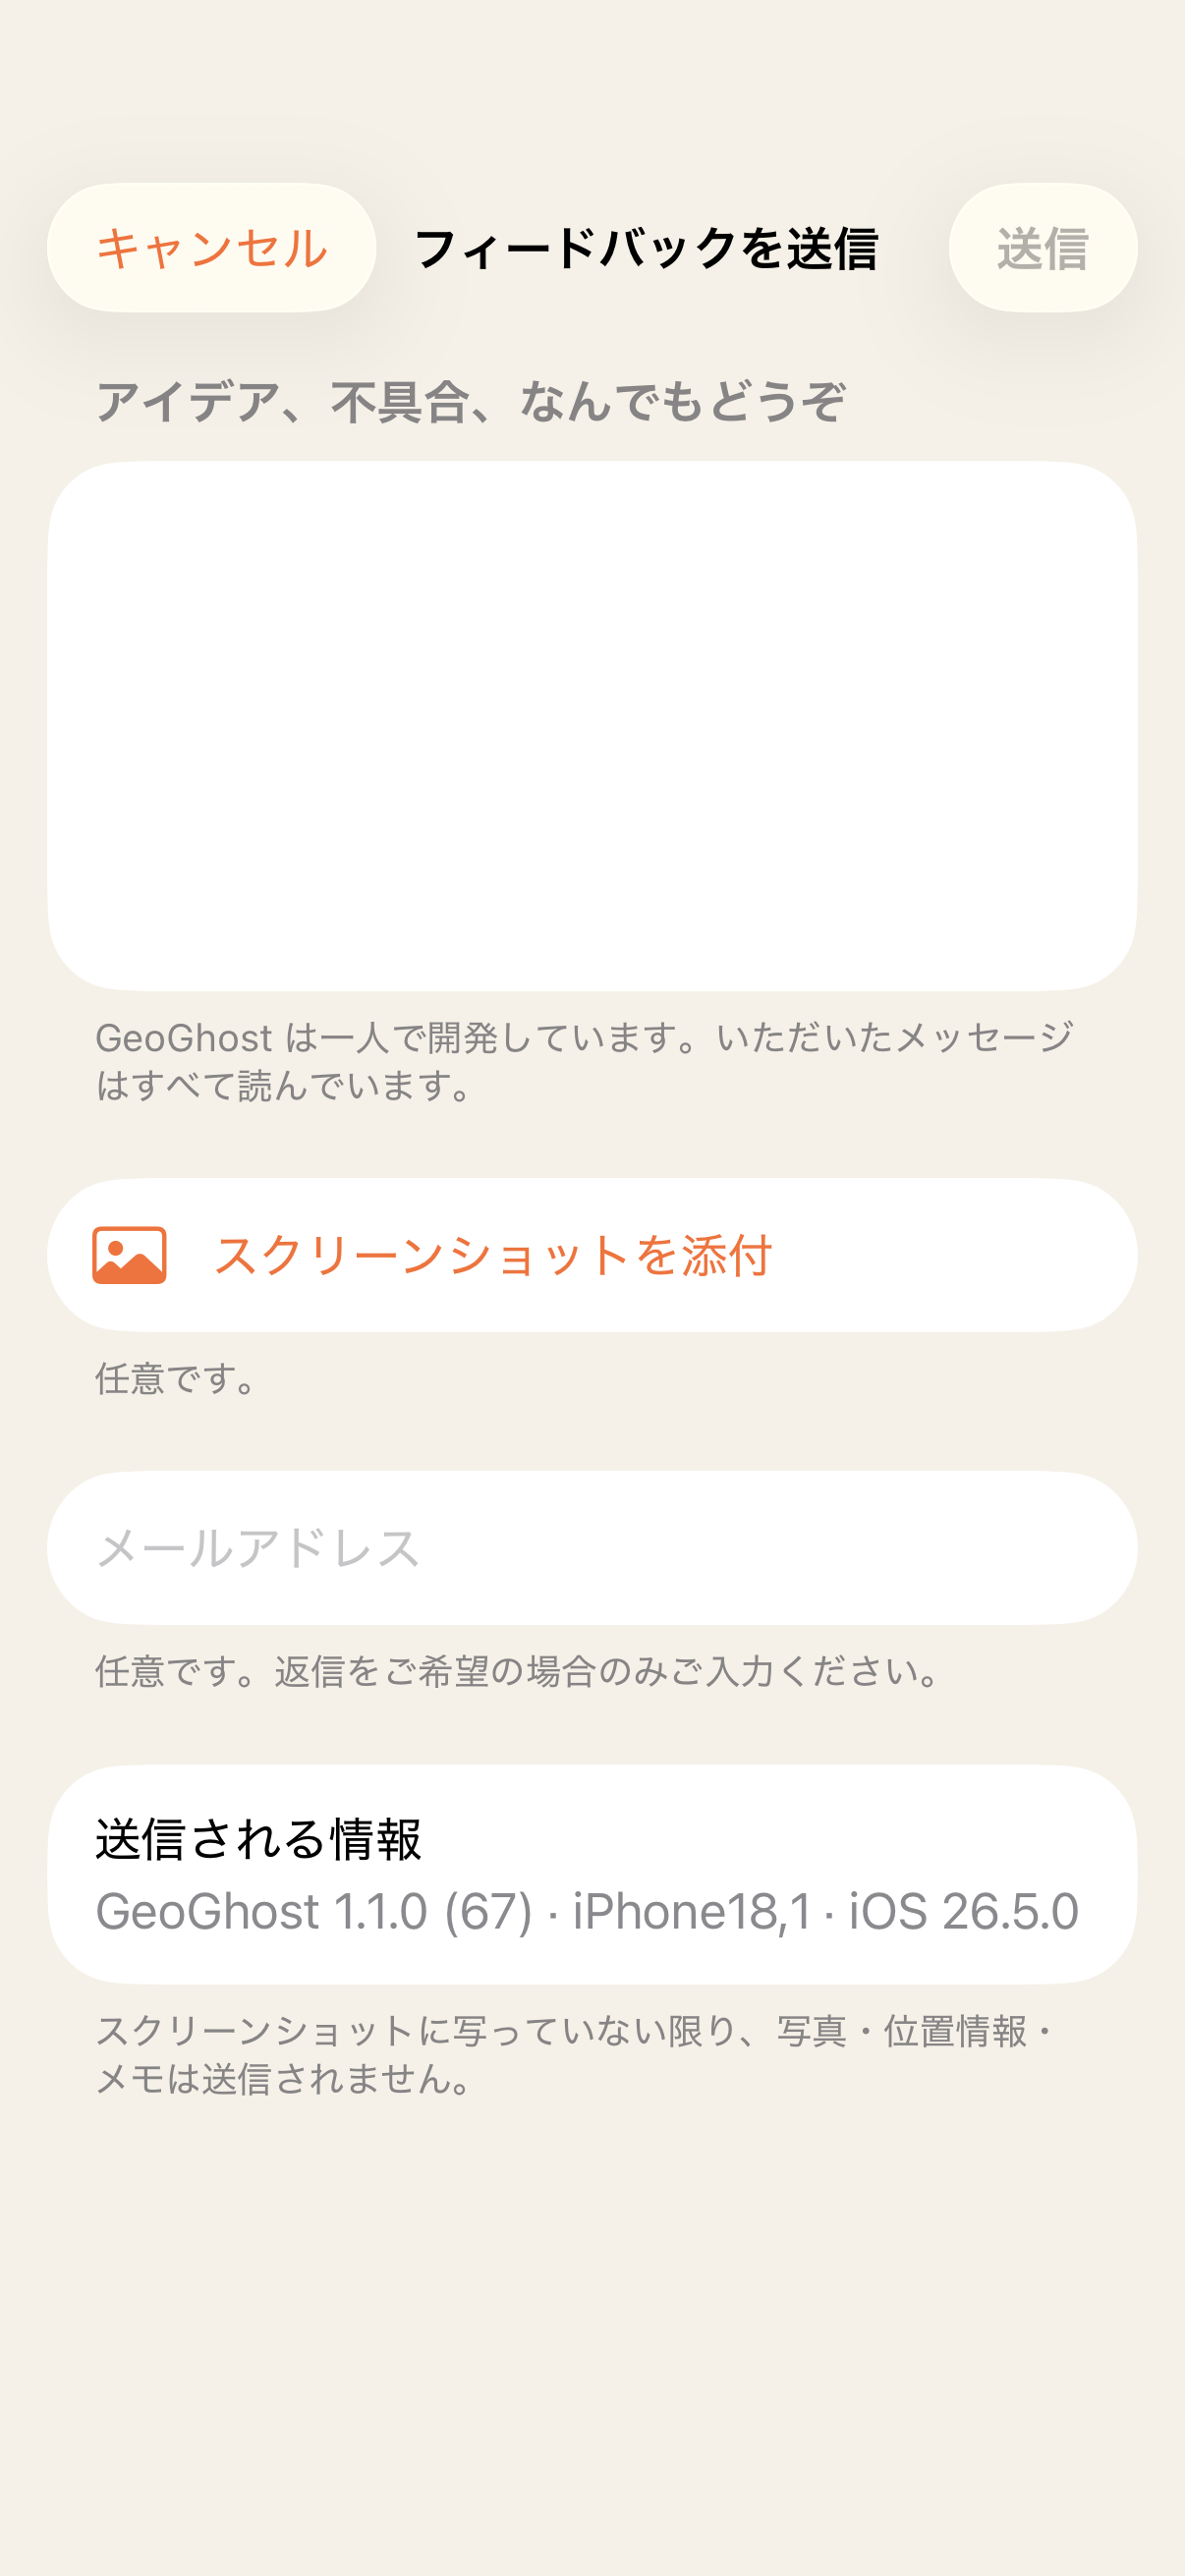 キャンセル
フィードバックを送信
送信
アイデア、不具合、なんでもどうぞ
GeoGhost は一人で開発しています。いただいたメッセージ
はすべて読んでいます。
スクリーンショットを添付
任意です。
メールアドレス
任意です。返信をご希望の場合のみご入力ください。
送信される情報
GeoGhost 1.1.0 (67) · iPhone18,1 · iOS 26.5.0
スクリーンショットに写っていない限り、写真・位置情報・
メモは送信されません。